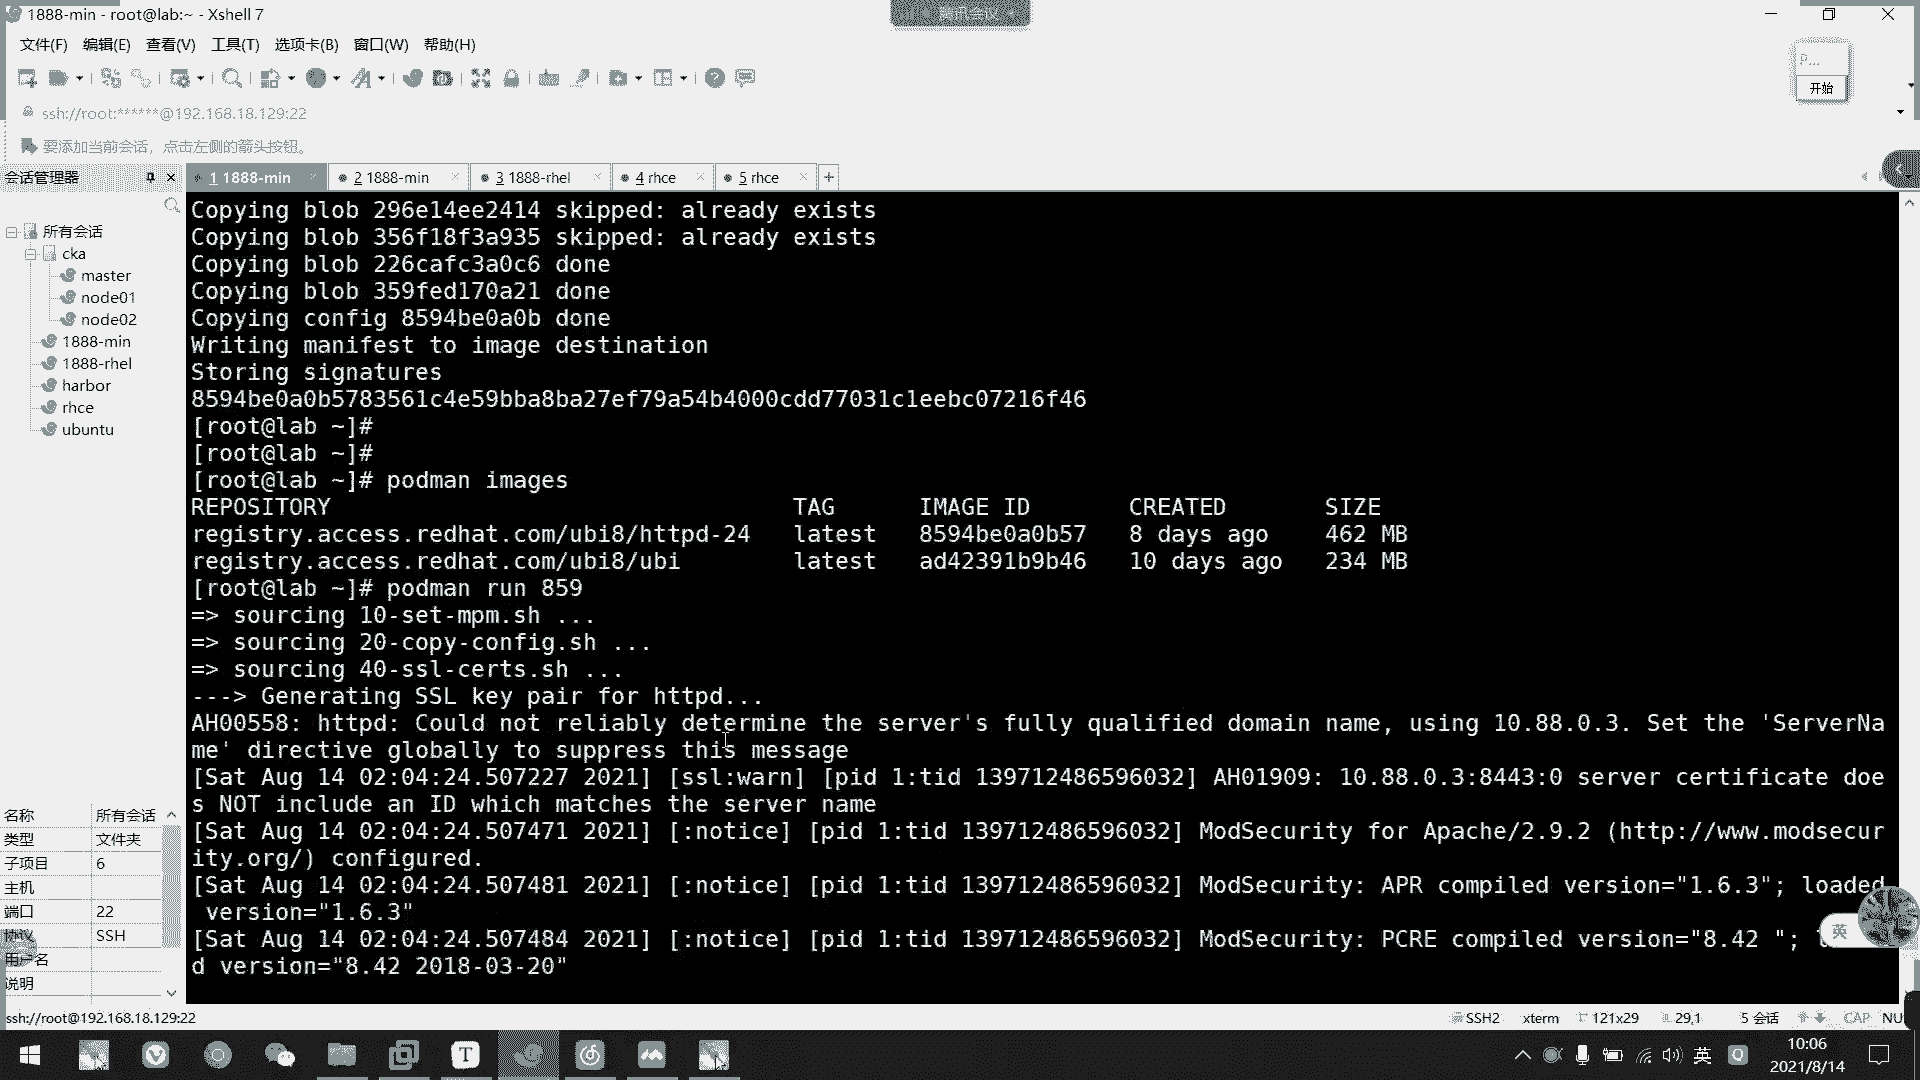 1888-min - root@lab:~ - Xshell 7
腾讯会议
文件(F) 编辑(E) 查看(V) 工具(T) 选项卡(B) 窗口(W) 帮助(H)
P...
开始
ssh://root:******@192.168.18.129:22
要添加当前会话，点击左侧的箭头按钮。
会话管理器
1 1888-min
2 1888-min
3 1888-rhel
4 rhce
5 rhce
所有会话
cka
master
node01
node02
1888-min
1888-rhel
harbor
rhce
ubuntu
Copying blob 296e14ee2414 skipped: already exists
Copying blob 356f18f3a935 skipped: already exists
Copying blob 226cafc3a0c6 done
Copying blob 359fed170a21 done
Copying config 8594be0a0b done
Writing manifest to image destination
Storing signatures
8594be0a0b5783561c4e59bba8ba27ef79a54b4000cdd77031c1eebc07216f46
[root@lab ~]#
[root@lab ~]#
[root@lab ~]# podman images
REPOSITORY TAG IMAGE ID CREATED SIZE
registry.access.redhat.com/ubi8/httpd-24 latest 8594be0a0b57 8 days ago 462 MB
registry.access.redhat.com/ubi8/ubi latest ad42391b9b46 10 days ago 234 MB
[root@lab ~]# podman run 859
=> sourcing 10-set-mpm.sh ...
=> sourcing 20-copy-config.sh ...
=> sourcing 40-ssl-certs.sh ...
---> Generating SSL key pair for httpd...
AH00558: httpd: Could not reliably determine the server's fully qualified domain name, using 10.88.0.3. Set the 'ServerNa
me' directive globally to suppress this message
[Sat Aug 14 02:04:24.507227 2021] [ssl:warn] [pid 1:tid 139712486596032] AH01909: 10.88.0.3:8443:0 server certificate doe
s NOT include an ID which matches the server name
[Sat Aug 14 02:04:24.507471 2021] [:notice] [pid 1:tid 139712486596032] ModSecurity for Apache/2.9.2 (http://www.modsecur
ity.org/) configured.
[Sat Aug 14 02:04:24.507481 2021] [:notice] [pid 1:tid 139712486596032] ModSecurity: APR compiled version="1.6.3"; loaded
version="1.6.3"
[Sat Aug 14 02:04:24.507484 2021] [:notice] [pid 1:tid 139712486596032] ModSecurity: PCRE compiled version="8.42 ";
d version="8.42 2018-03-20"
名称 所有会话
类型 文件夹
子项目 6
主机
端口 22
协议 SSH
用户名
说明
英
ssh://root@192.168.18.129:22
SSH2 xterm 121x29 29,1 5 会话 CAP NU
英
10:06
2021/8/14